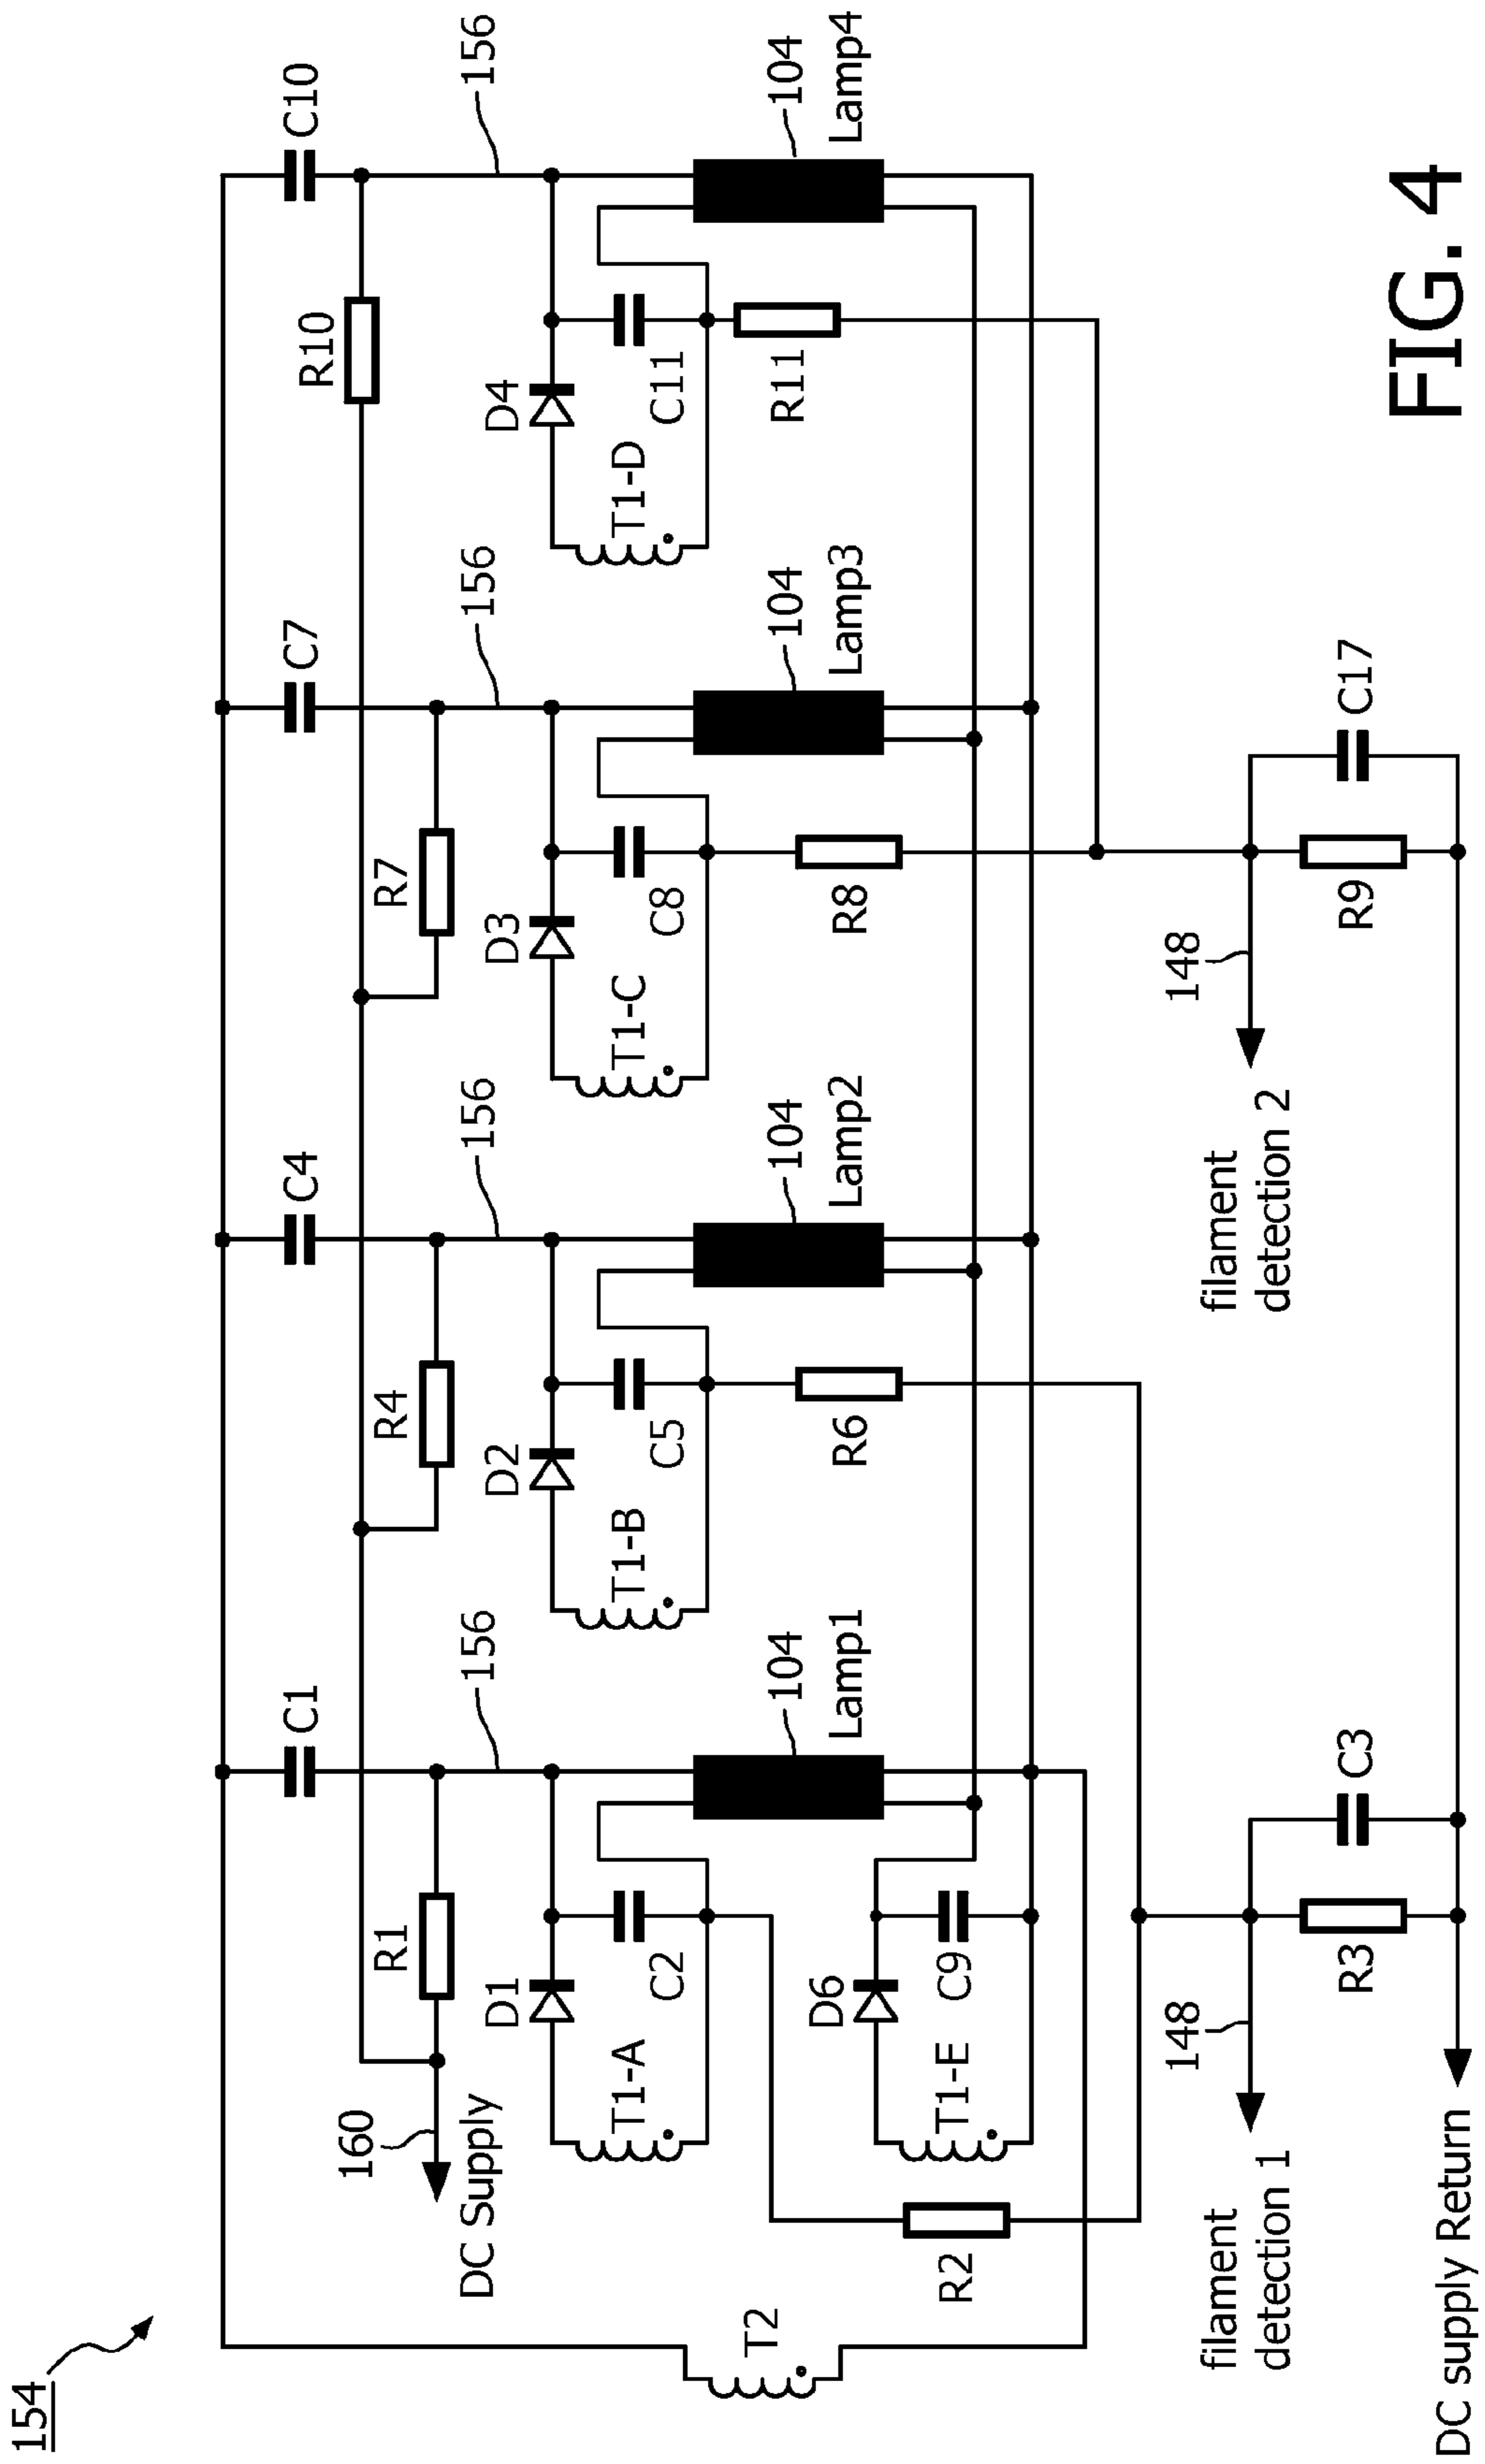 154
T2
C1
C4
C7
C10
160
DC Supply
R1
R4
R7
R10
156
156
156
156
D1
D2
D3
D4
T1-A
C2
T1-B
C5
T1-C
C8
T1-D
C11
104
Lamp1
104
Lamp2
104
Lamp3
104
Lamp4
D6
T1-E
C9
R2
R6
R8
R11
148
filament
detection 1
148
filament
detection 2
R3
C3
R9
C17
DC supply Return
FIG. 4